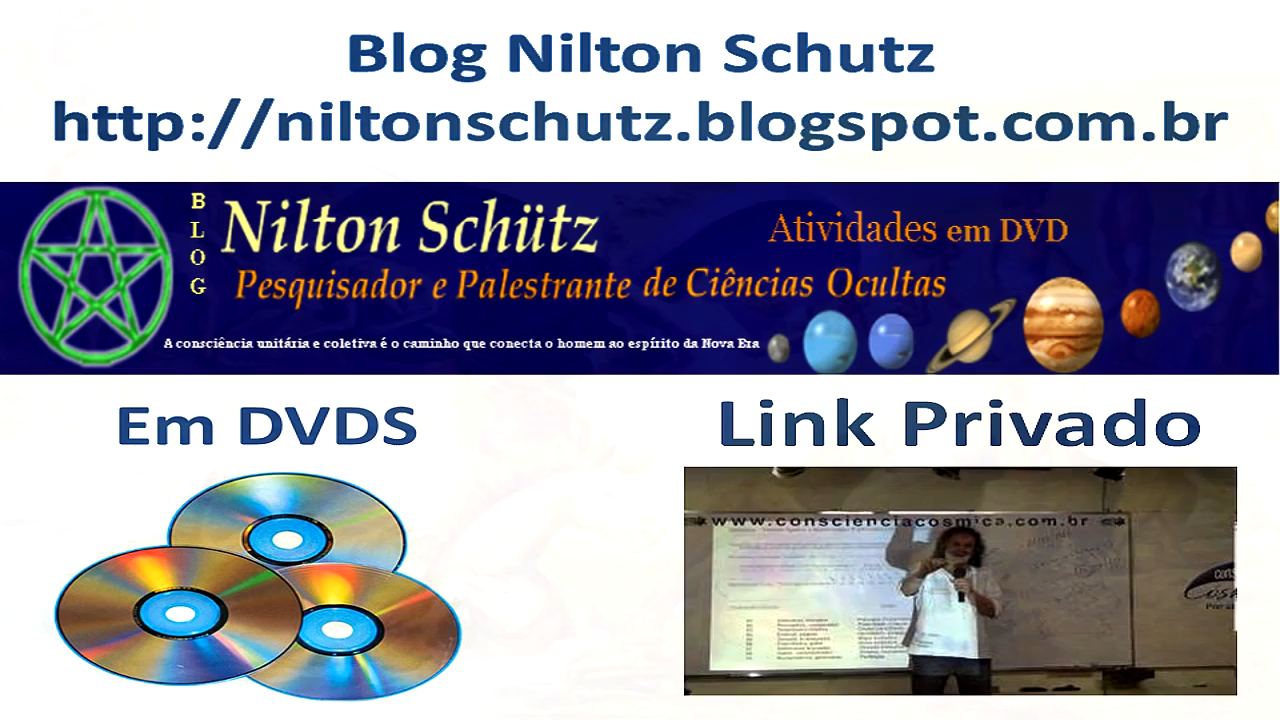 Blog Nilton Schutz
http://niltonschutz.blogspot.com.br
BLOG
Nilton Schütz
Pesquisador e Palestrante de Ciências Ocultas
A consciência unitária e coletiva é o caminho que conecta o homem ao espírito da Nova Era
Atividades em DVD
Em DVDS
Link Privado
www.conscienciacosmica.com.br